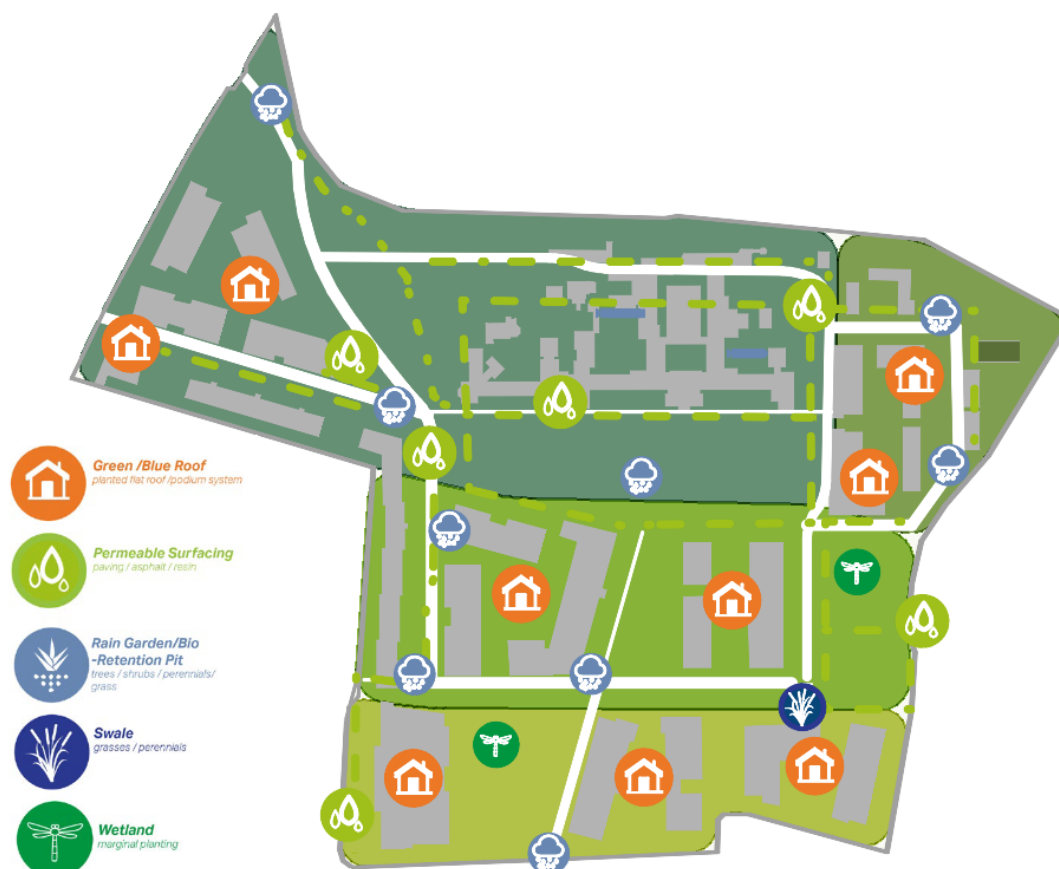 Green /Blue Roof
planted flat roof /podium system
Permeable Surfacing
paving / asphalt / resin
Rain Garden/Bio
-Retention Pit
trees / shrubs / perennials/
grass
Swale
grasses / perennials
Wetland
marginal planting